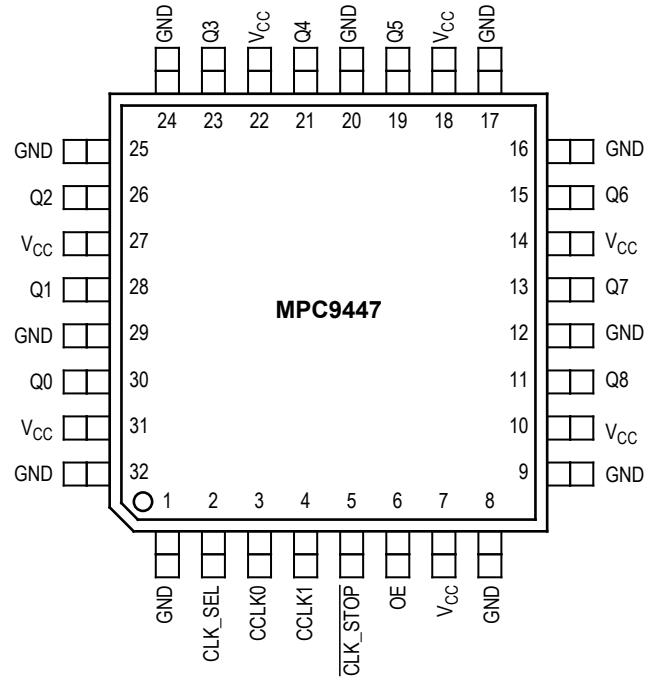 GND Q3 VCC Q4 GND Q5 VCC GND
24 23 22 21 20 19 18 17
GND 25 16 GND
Q2 26 15 Q6
VCC 27 14 VCC
Q1 28 13 Q7
MPC9447
GND 29 12 GND
Q0 30 11 Q8
VCC 31 10 VCC
GND 32 9 GND
1 2 3 4 5 6 7 8
GND CLK_SEL CCLK0 CCLK1 CLK_STOP OE VCC GND